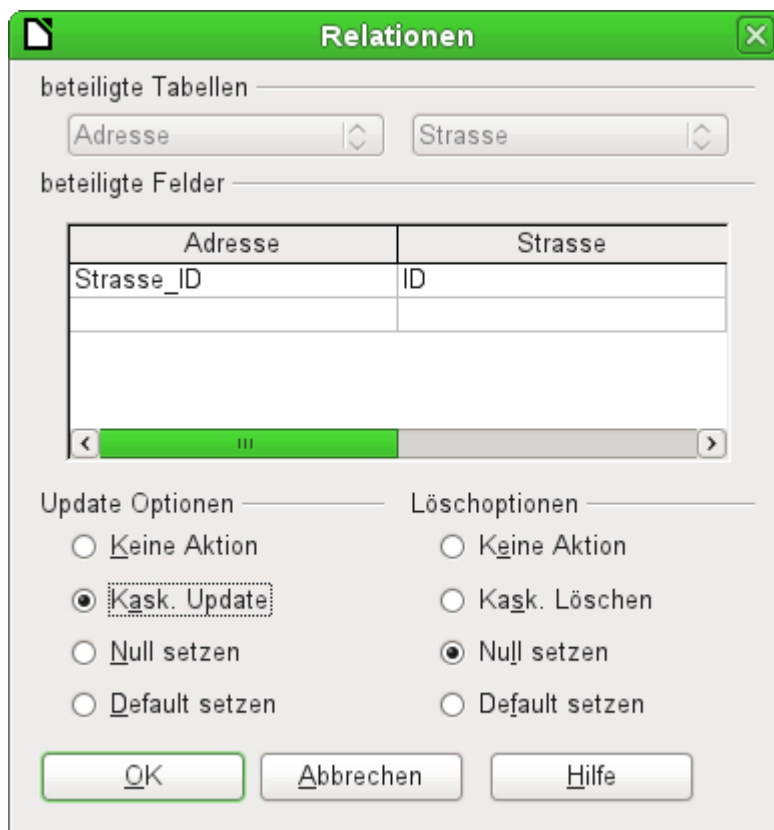 Relationen
beteiligte Tabellen
Adresse Strasse
beteiligte Felder
Adresse Strasse
Strasse_ID ID
Update Optionen Löschoptionen
Keine Aktion Keine Aktion
Kask. Update Kask. Löschen
Null setzen Null setzen
Default setzen Default setzen
OK Abbrechen Hilfe